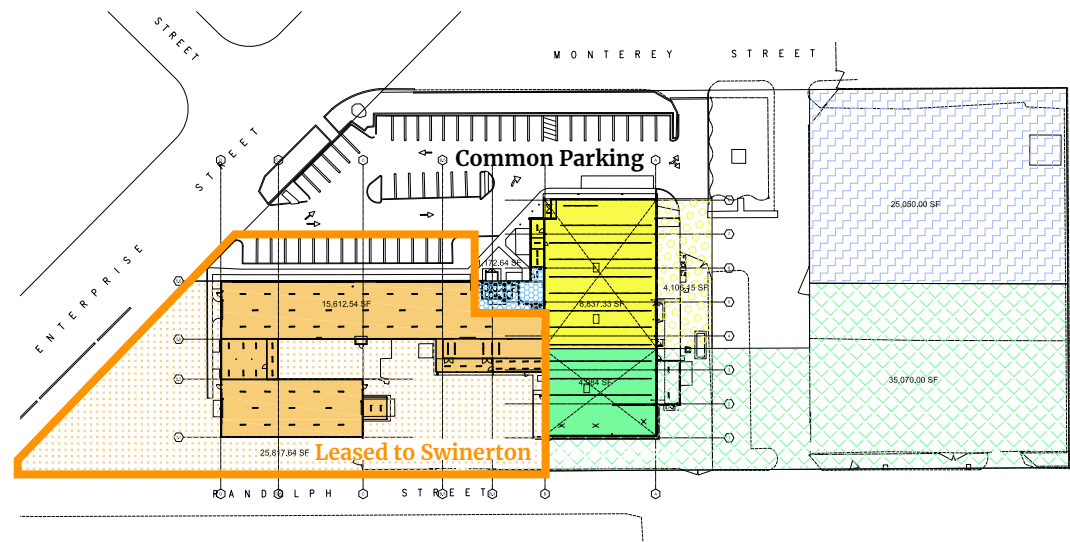 STREET
MONTEREY STREET
STREET
Common Parking
25,050.00 SF
ENTERPRISE
172.64 SF
4,106.15 SF
15,612.54 SF
8,837.33 SF
4,984 SF
35,070.00 SF
25,817.64 SF
Leased to Swinerton
RANDOLPH STREET